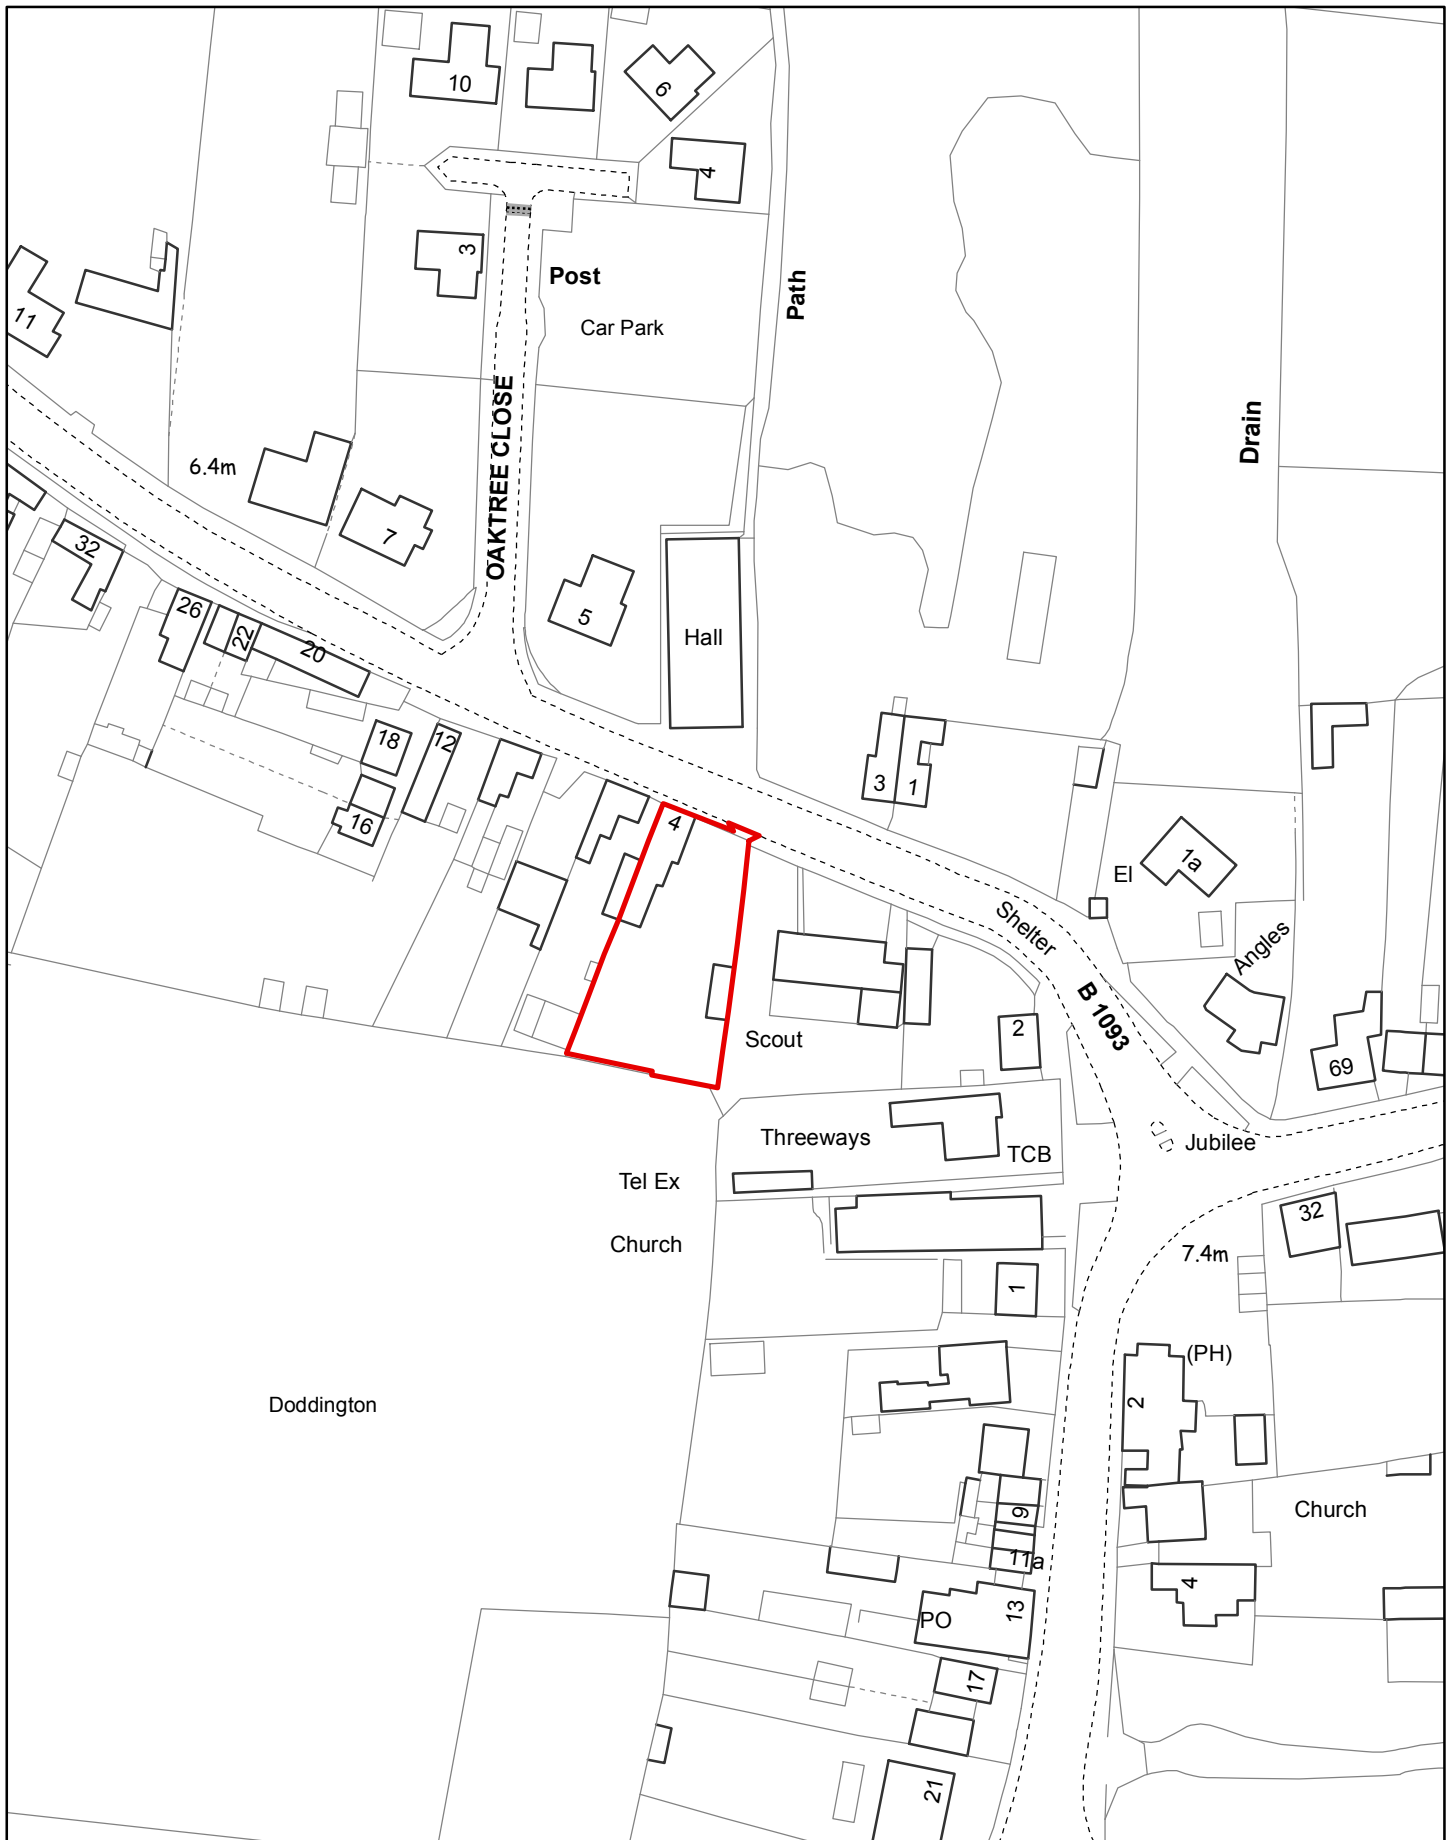 10
6
4
3
Post
Path
11
Car Park
OAKTREE CLOSE
Drain
6.4m
7
32
5
26
22
20
Hall
18
12
3
1
16
4
1a
El
Shelter
Angles
B 1093
2
Scout
69
Threeways
TCB
Jubilee
Tel Ex
Church
32
7.4m
1
(PH)
2
Doddington
9
Church
11a
4
13
PO
17
21